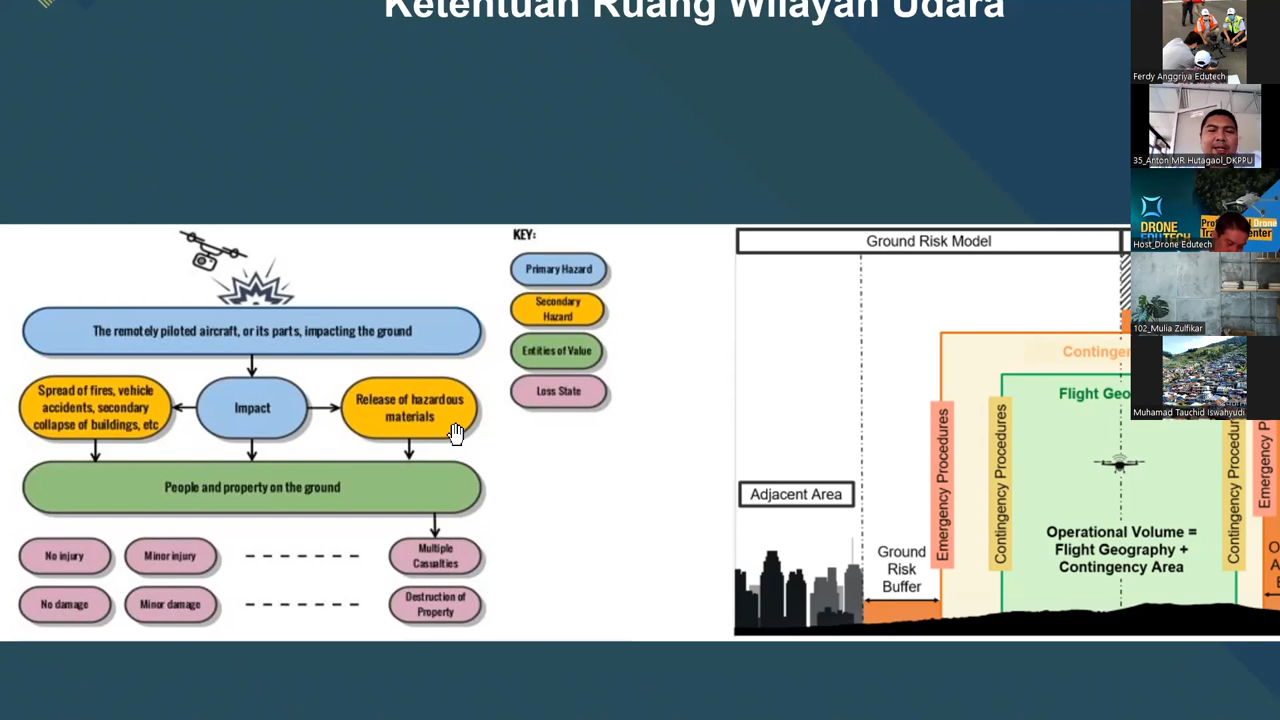 Ketentuan Ruang Wilayah Udara
The remotely piloted aircraft, or its parts, impacting the ground
Spread of fires, vehicle
accidents, secondary
collapse of buildings, etc
Impact
Release of hazardous
materials
People and property on the ground
No injury
Minor injury
Multiple
Casualties
No damage
Minor damage
Destruction of
Property
KEY:
Primary Hazard
Secondary
Hazard
Entities of Value
Loss State
Ground Risk Model
Contingen
Flight Geo
Adjacent Area
Ground
Risk
Buffer
Emergency Procedures
Contingency Procedures
Operational Volume =
Flight Geography +
Contingency Area
Contingency Procedur
Emergency P
Ferdy Anggriya Edutech
35_Anton MR Hutagaol_DKPPU
DRONE
EDUTECH
Host_Drone Edutech
102_Mulia Zulfikar
Muhamad Tauchid Iswahyudi